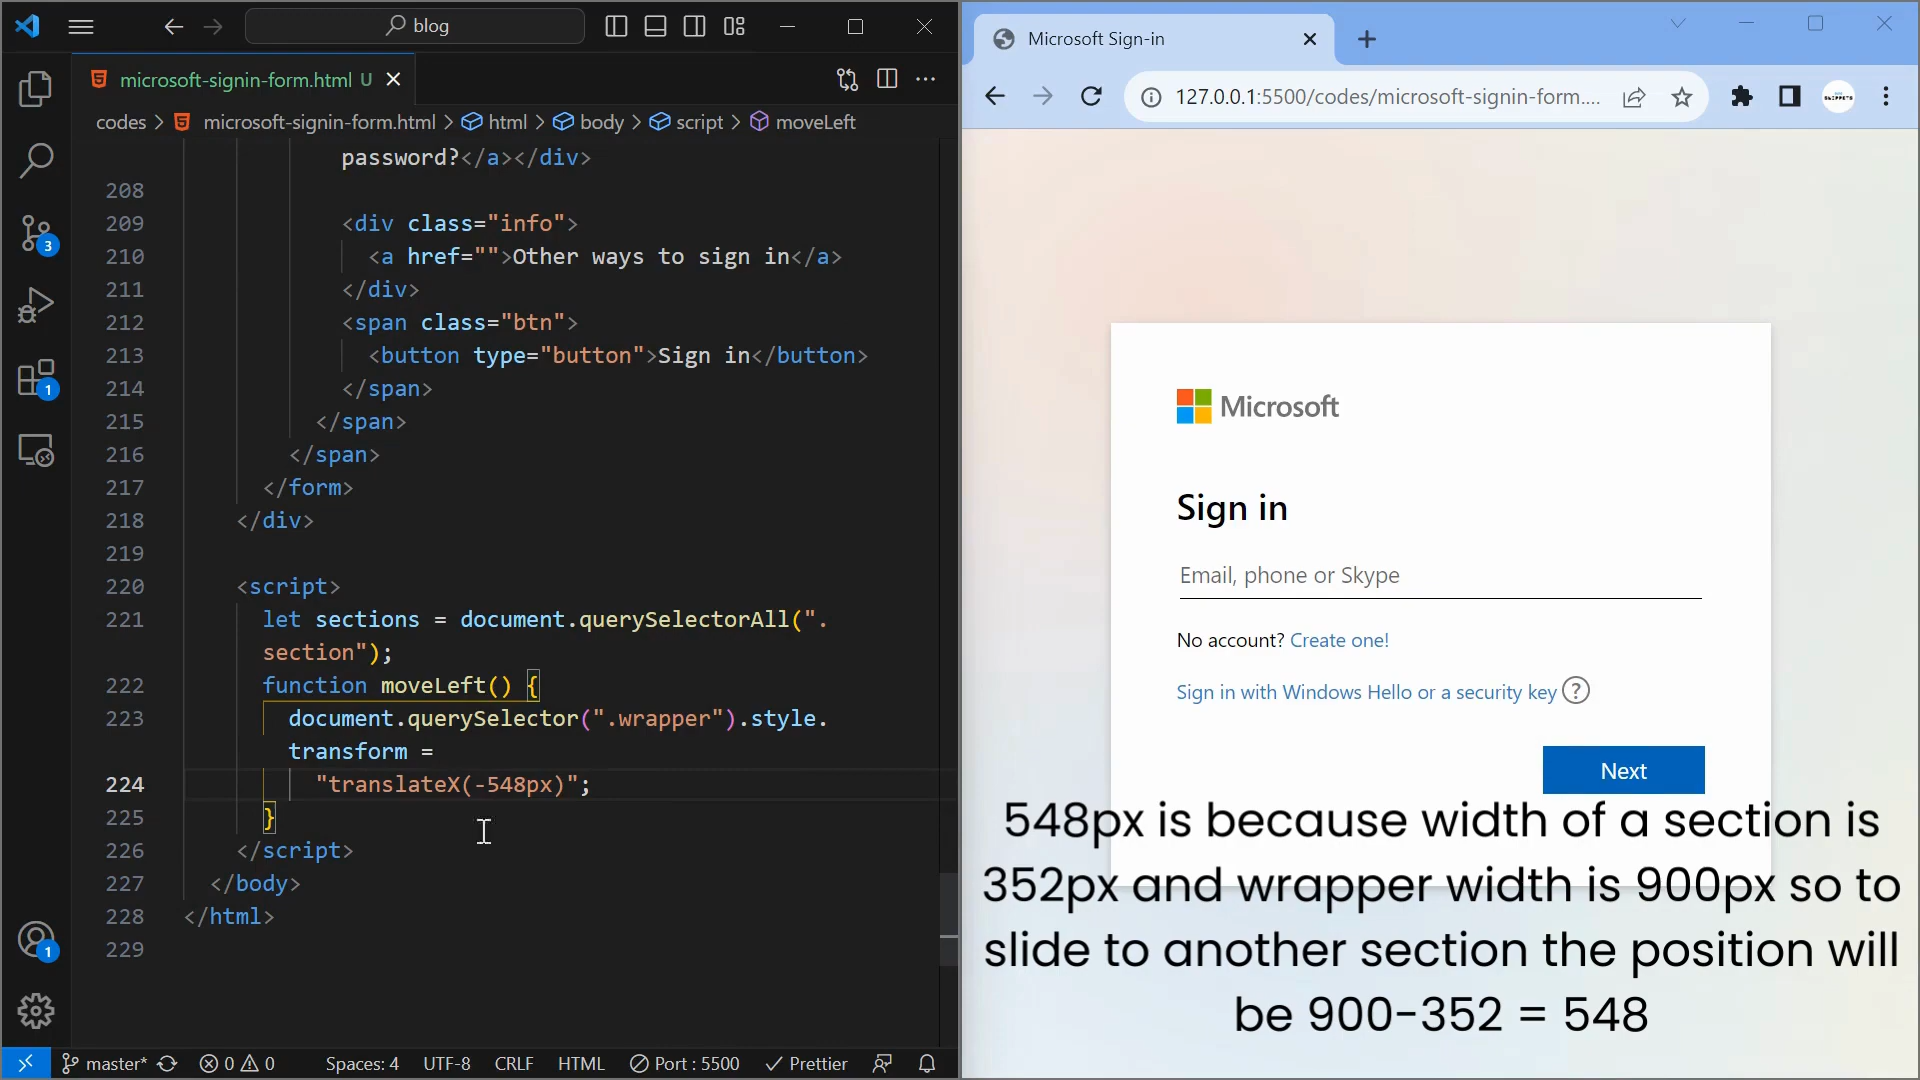 blog
microsoft-signin-form.html U
codes > microsoft-signin-form.html > html > body > script > moveLeft
password?</a></div>
208
209 <div class="info">
210 <a href="">Other ways to sign in</a>
211 </div>
212 <span class="btn">
213 <button type="button">Sign in</button>
214 </span>
215 </span>
216 </span>
217 </form>
218 </div>
219
220 <script>
221 let sections = document.querySelectorAll(".
section");
222 function moveLeft() {
223 document.querySelector(".wrapper").style.
transform =
224 "translateX(-548px)";
225 }
226 </script>
227 </body>
228 </html>
229
3
1
1
master* 0 0 Spaces: 4 UTF-8 CRLF HTML Port : 5500 Prettier
Microsoft Sign-in
127.0.0.1:5500/codes/microsoft-signin-form....
Microsoft
Sign in
Email, phone or Skype
No account? Create one!
Sign in with Windows Hello or a security key ?
Next
548px is because width of a section is
352px and wrapper width is 900px so to
slide to another section the position will
be 900-352 = 548